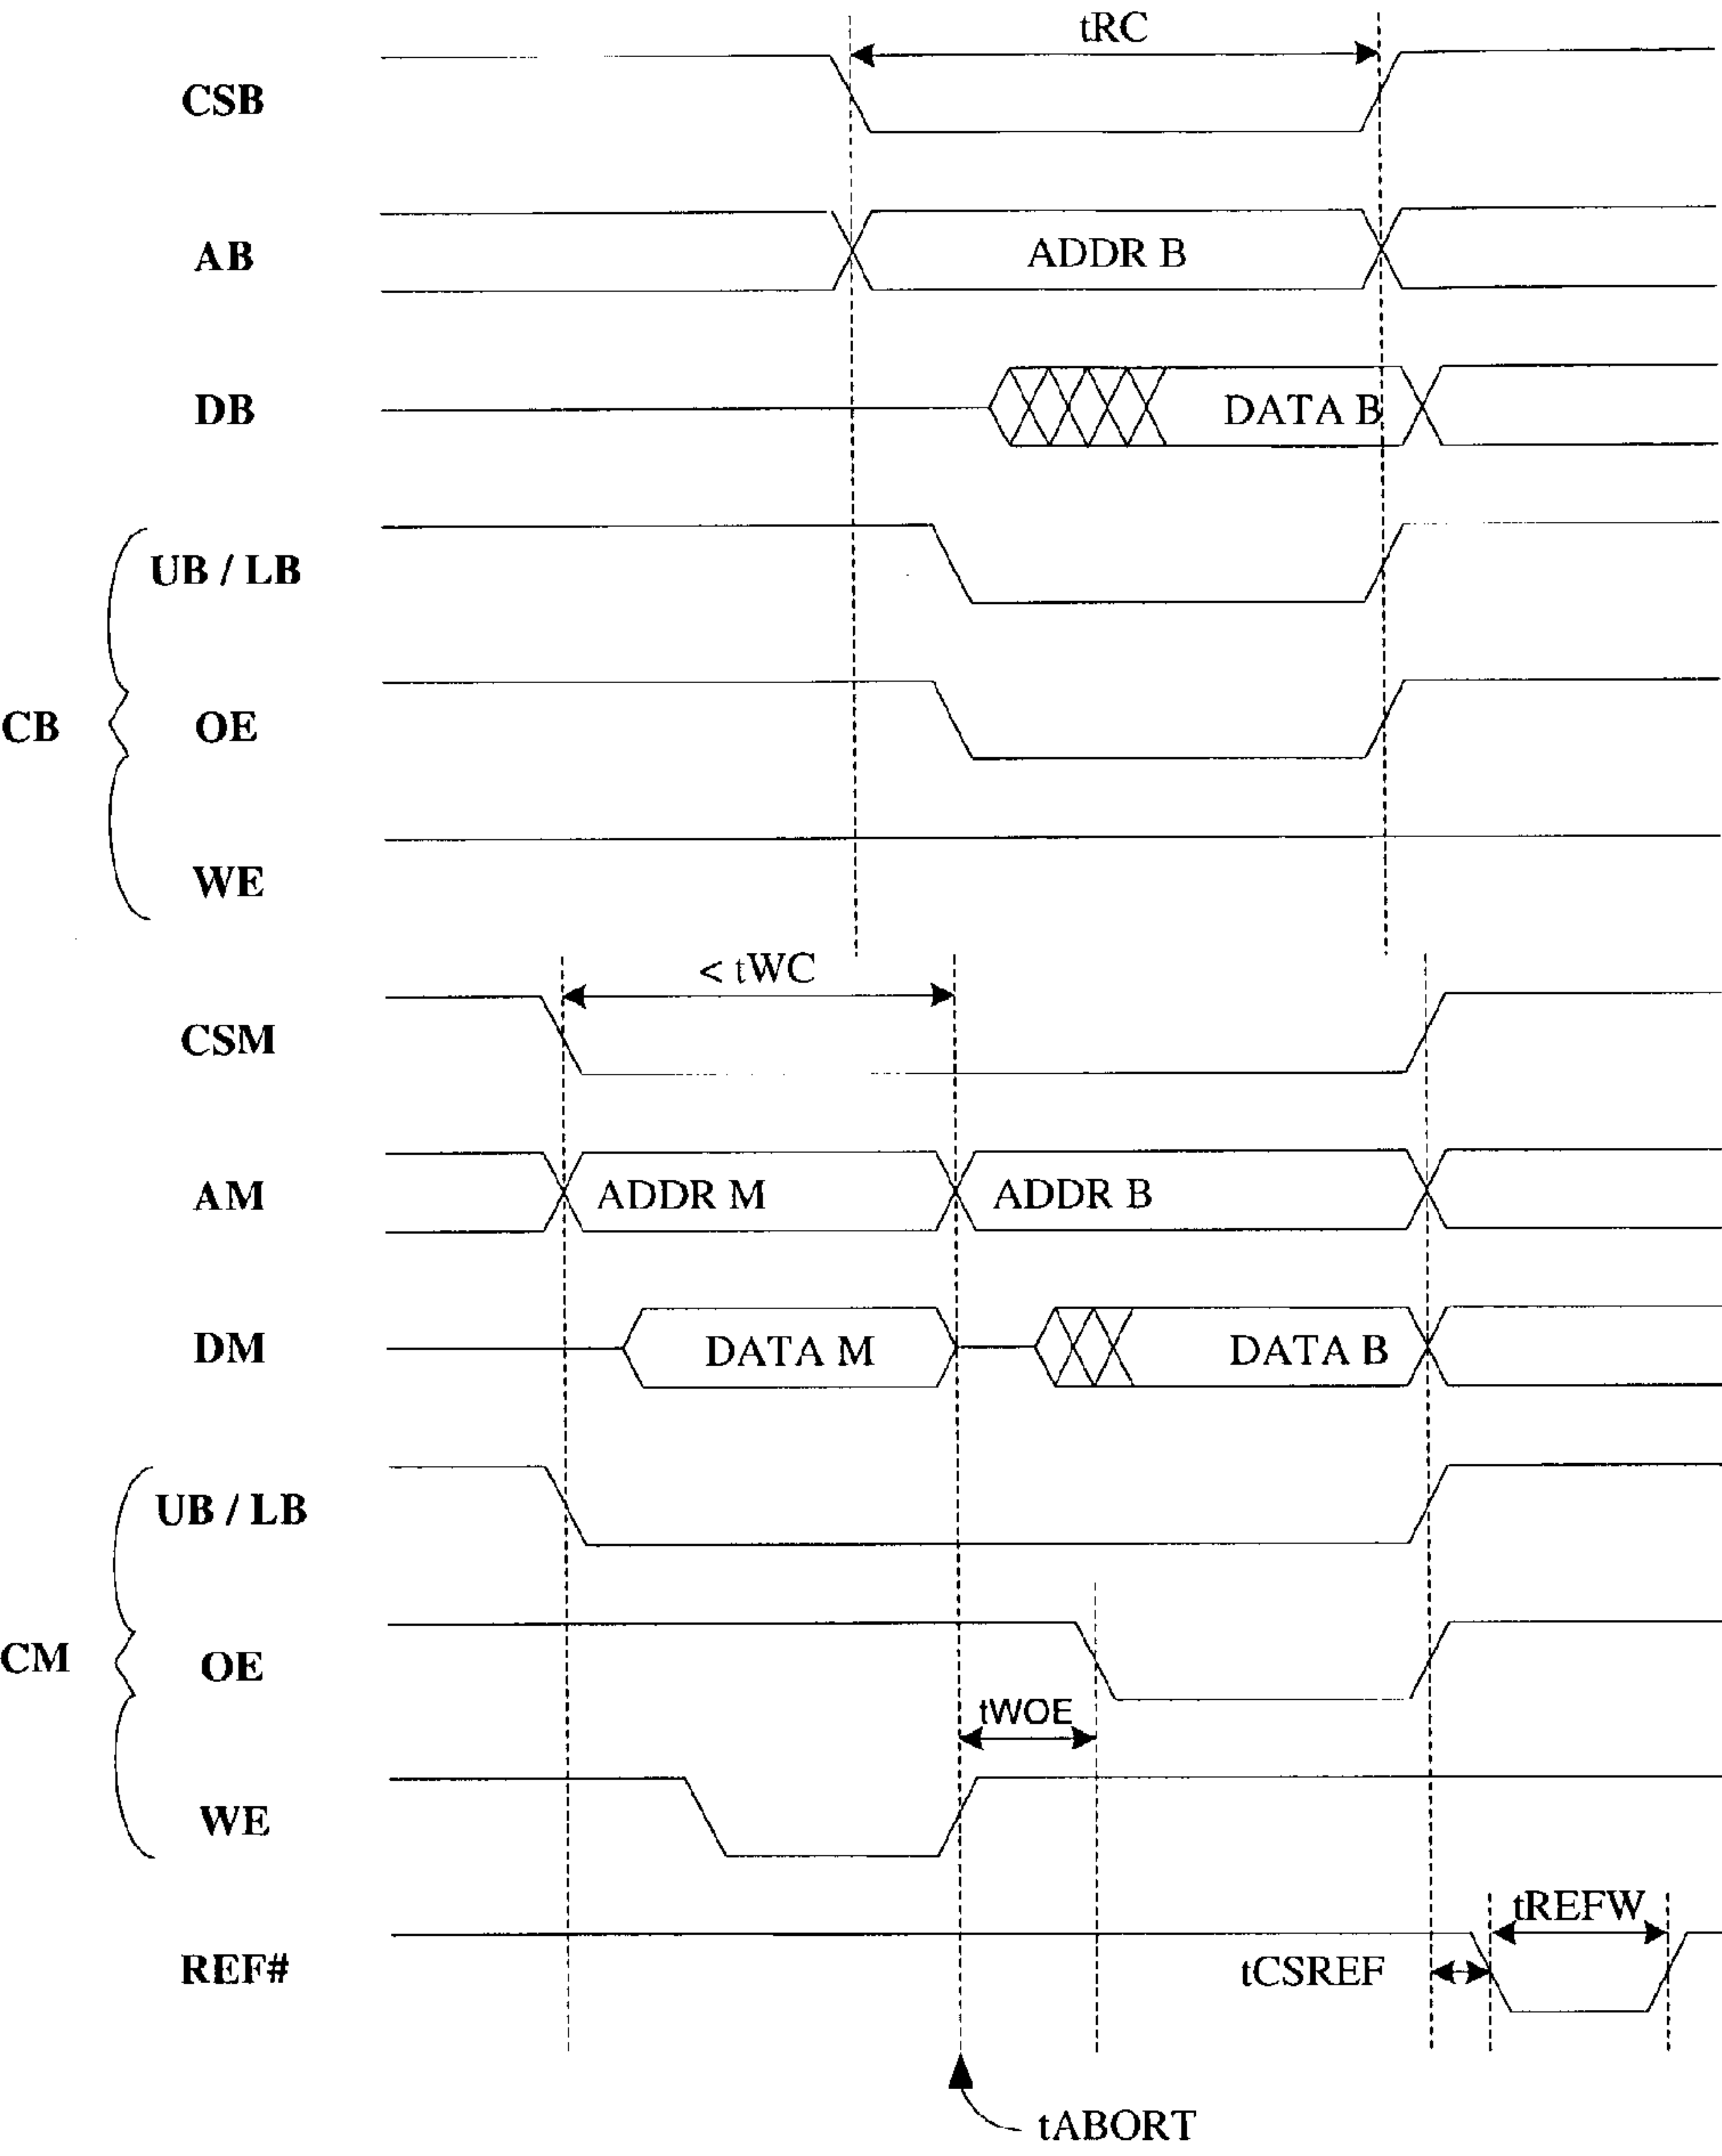 tRC
CSB
AB
ADDR B
DB
DATA B
UB / LB
CB
OE
WE
< tWC
CSM
AM
ADDR M
ADDR B
DM
DATA M
DATA B
UB / LB
CM
OE
tWOE
WE
tREFW
REF#
tCSREF
tABORT